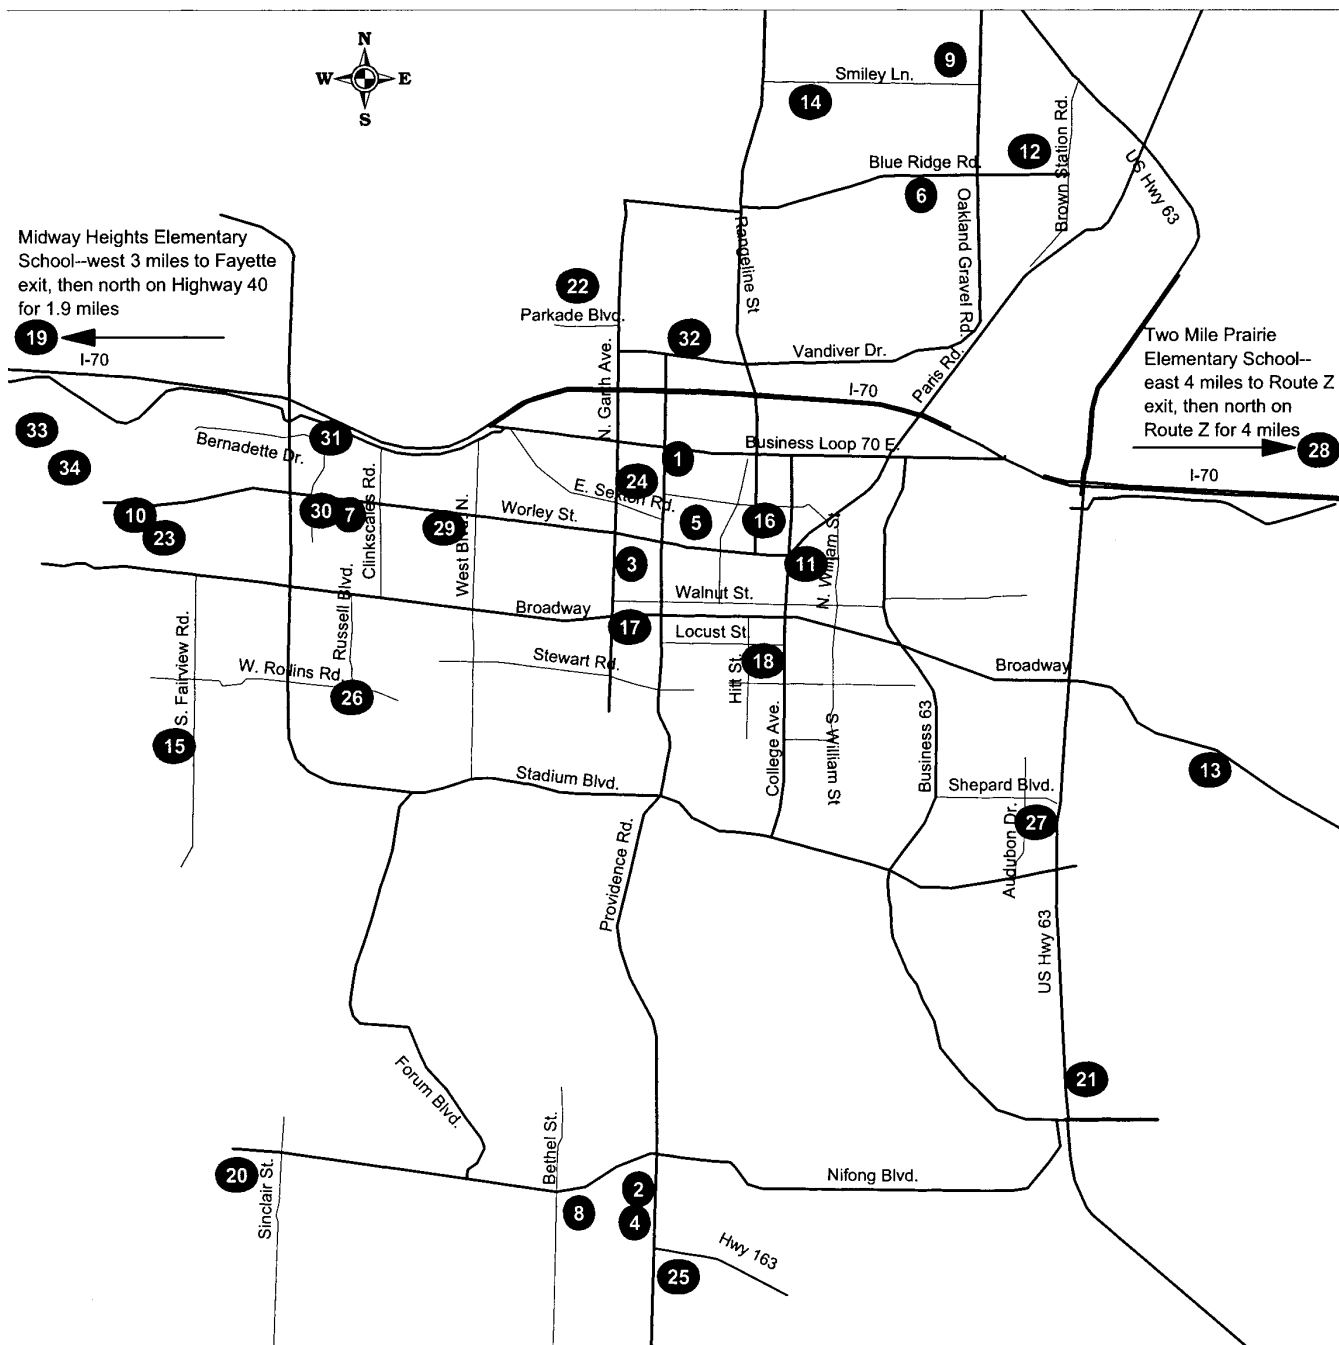 N
W E
S
9
Smiley Ln.
14
Brown Station Rd.
12
Blue Ridge Rd.
US Hwy 63
6
Oakland Gravel Rd.
Rangeline St
Midway Heights Elementary
School--west 3 miles to Fayette
exit, then north on Highway 40
for 1.9 miles
19
I-70
22
Parkade Blvd.
32
N. Garth Ave.
Vandiver Dr.
Paris Rd.
Two Mile Prairie
Elementary School--
east 4 miles to Route Z
exit, then north on
Route Z for 4 miles
28
I-70
I-70
33
34
31
Bernadette Dr.
Business Loop 70 E.
1
24
E. Sexton Rd.
Clinkscales Rd.
West Blvd. N.
10
23
30
7
29
Worley St.
5
16
N. William St
11
3
Walnut St.
Russell Blvd.
Broadway
17
Locust St.
18
Hitt St.
Stewart Rd.
W. Rollins Rd.
S. Fairview Rd.
26
15
Broadway
13
College Ave.
S William St
Business 63
Stadium Blvd.
Shepard Blvd.
27
Audubon Dr.
Providence Rd.
US Hwy 63
21
Forum Blvd.
Bethel St.
20
Sinclair St.
2
8
4
Nifong Blvd.
Hwy 163
25